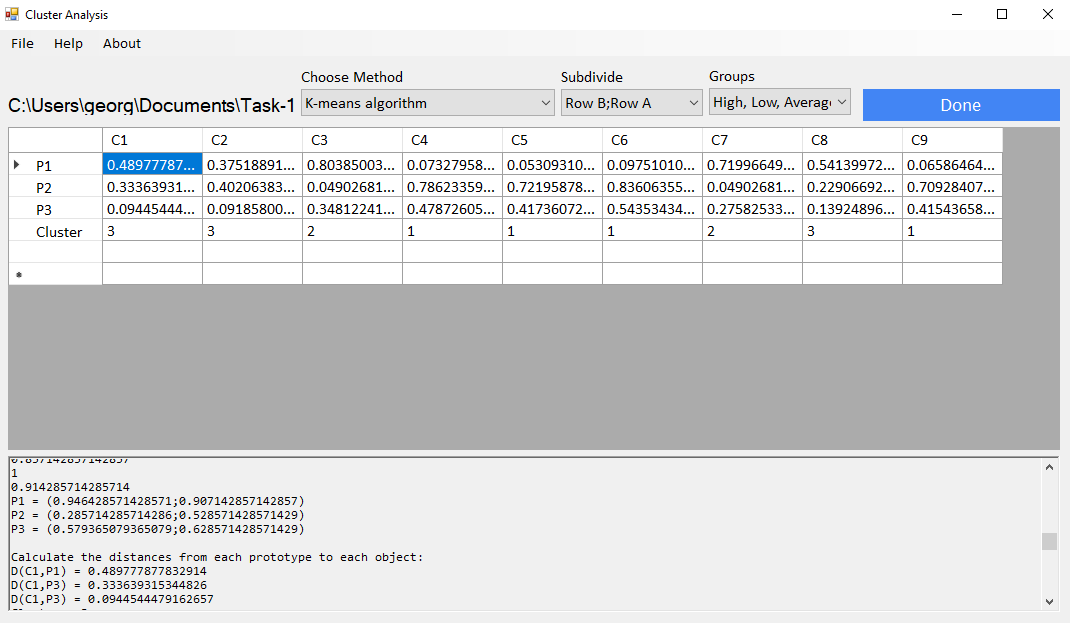 Cluster Analysis
File Help About
Choose Method Subdivide Groups
C:\Users\georg\Documents\Task-1 K-means algorithm Row B;Row A High, Low, Average Done
C1 C2 C3 C4 C5 C6 C7 C8 C9
P1 0.48977787... 0.37518891... 0.80385003... 0.07327958... 0.05309310... 0.09751010... 0.71996649... 0.54139972... 0.06586464...
P2 0.33363931... 0.40206383... 0.04902681... 0.78623359... 0.72195878... 0.83606355... 0.04902681... 0.22906692... 0.70928407...
P3 0.09445444... 0.09185800... 0.34812241... 0.47872605... 0.41736072... 0.54353434... 0.27582533... 0.13924896... 0.41543658...
Cluster 3 3 2 1 1 1 2 3 1
0.857142857142857
1
0.914285714285714
P1 = (0.946428571428571;0.907142857142857)
P2 = (0.285714285714286;0.528571428571429)
P3 = (0.579365079365079;0.628571428571429)
Calculate the distances from each prototype to each object:
D(C1,P1) = 0.489777877832914
D(C1,P3) = 0.333639315344826
D(C1,P3) = 0.0944544479162657